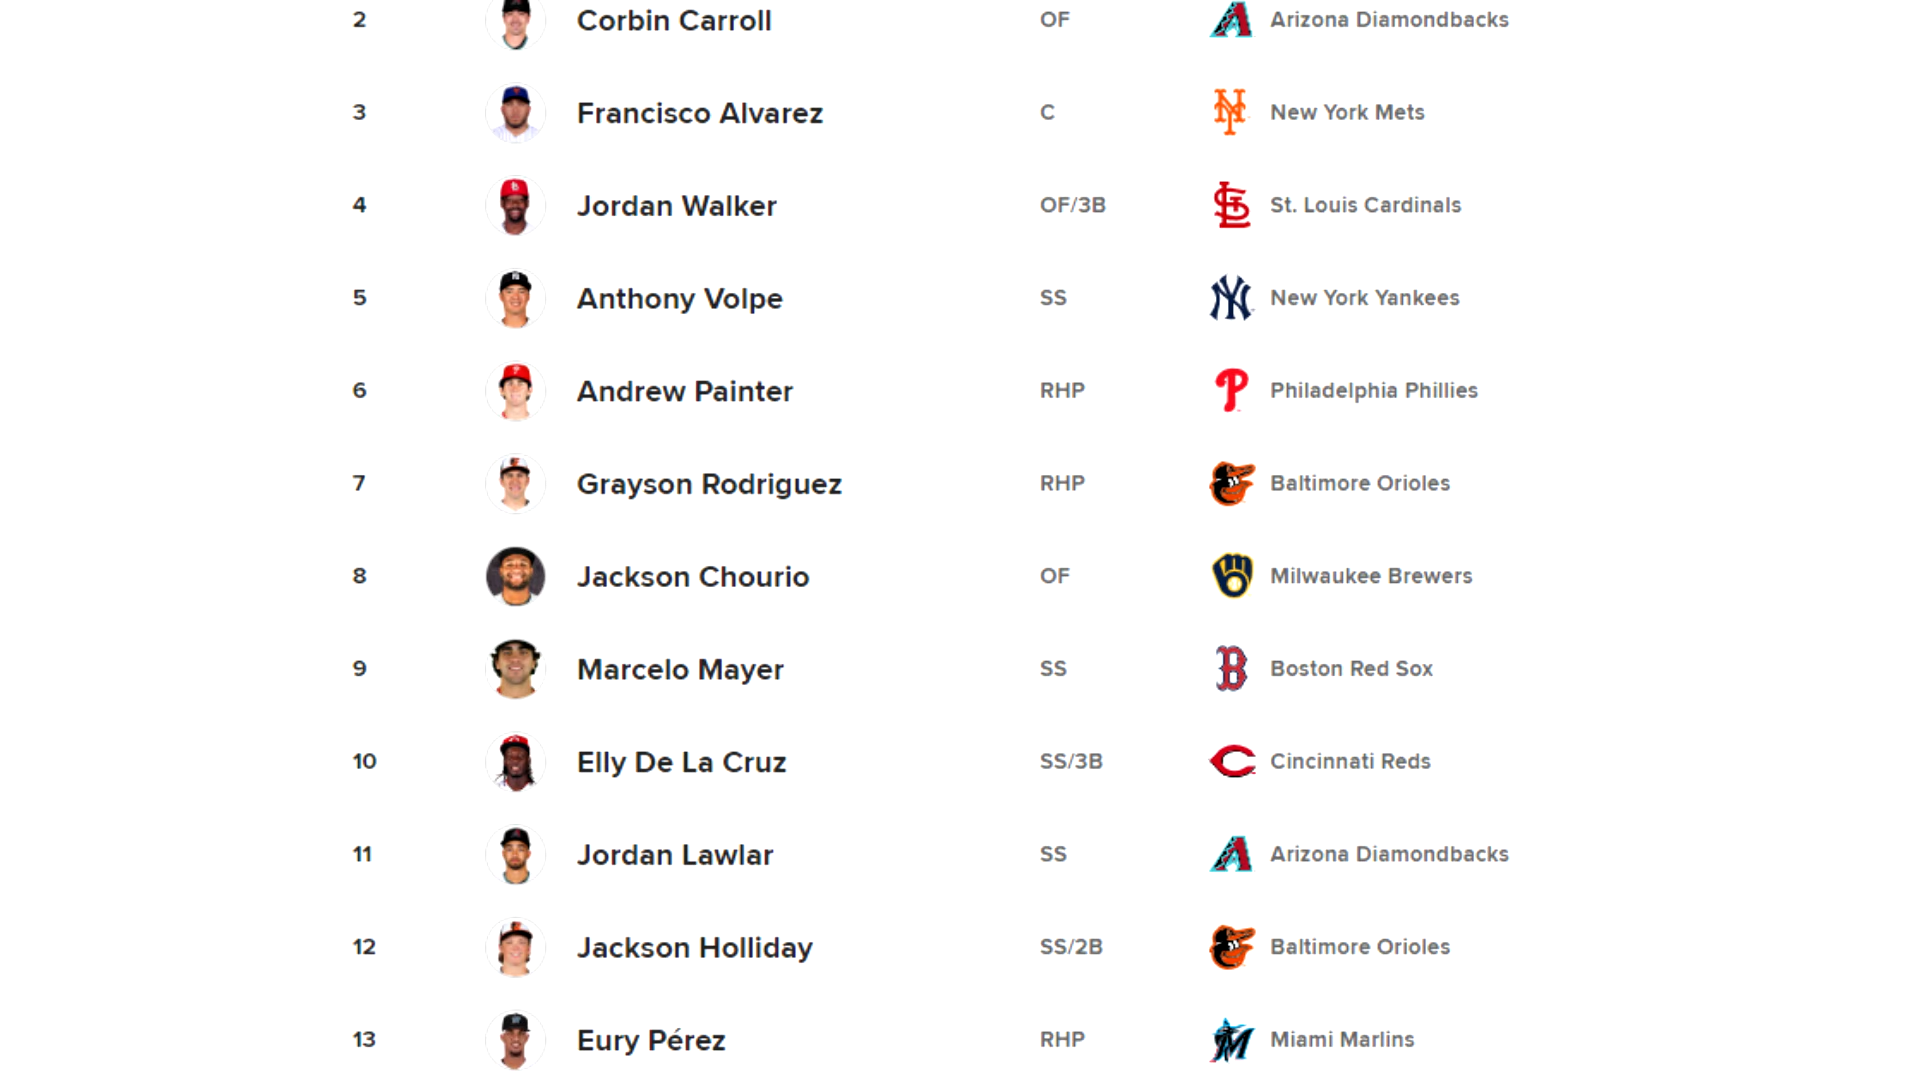 2 Corbin Carroll OF Arizona Diamondbacks
3 Francisco Alvarez C New York Mets
4 Jordan Walker OF/3B St. Louis Cardinals
5 Anthony Volpe SS New York Yankees
6 Andrew Painter RHP Philadelphia Phillies
7 Grayson Rodriguez RHP Baltimore Orioles
8 Jackson Chourio OF Milwaukee Brewers
9 Marcelo Mayer SS Boston Red Sox
10 Elly De La Cruz SS/3B Cincinnati Reds
11 Jordan Lawlar SS Arizona Diamondbacks
12 Jackson Holliday SS/2B Baltimore Orioles
13 Eury Pérez RHP Miami Marlins